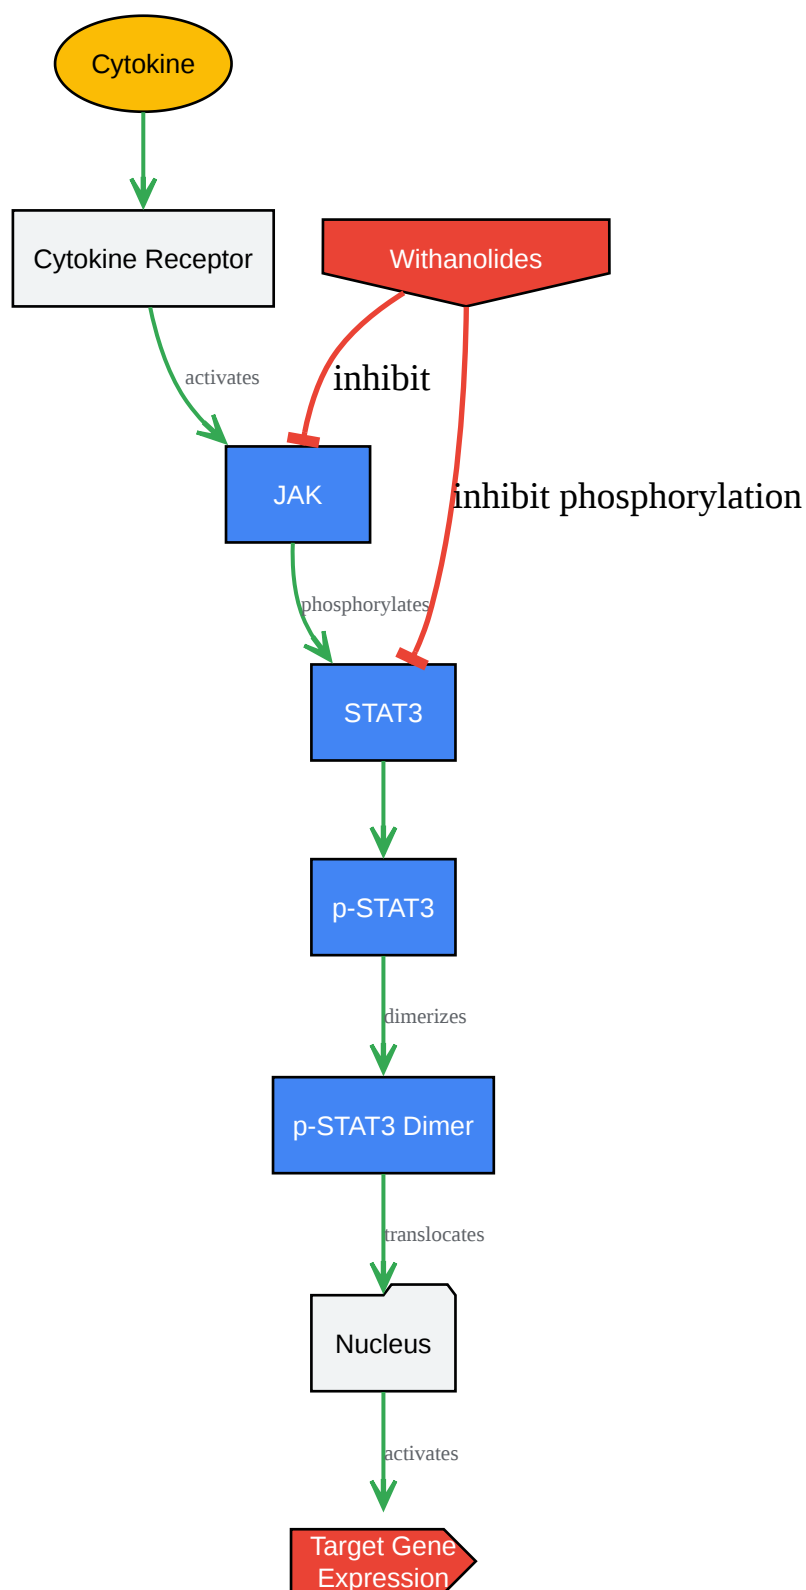 Cytokine
Cytokine Receptor
Withanolides
activates
inhibit
JAK
inhibit phosphorylation
phosphorylates
STAT3
p-STAT3
dimerizes
p-STAT3 Dimer
translocates
Nucleus
activates
Target Gene
Expression